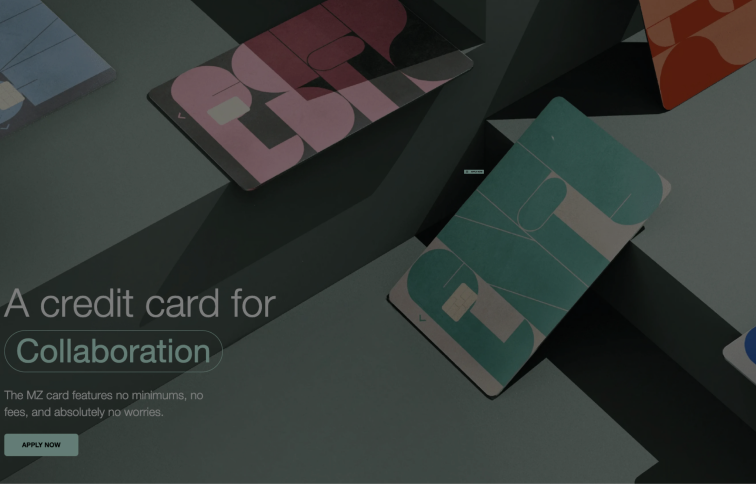 A credit card for
Collaboration
The MZ card features no minimums, no
fees, and absolutely no worries.
APPLY NOW